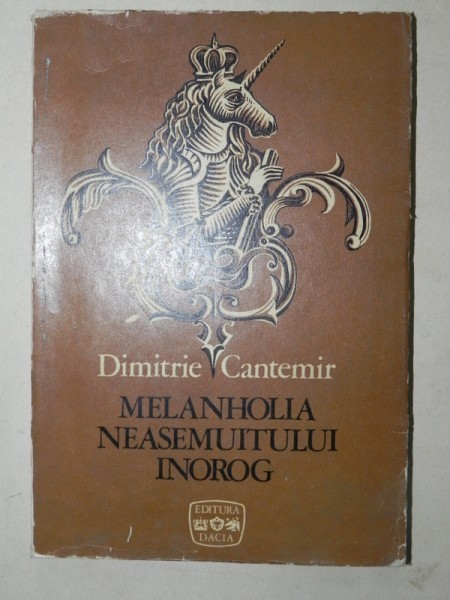 Dimitrie Cantemir
MELANHOLIA
NEASEMUITULUI
INOROG
EDITURA
DACIA